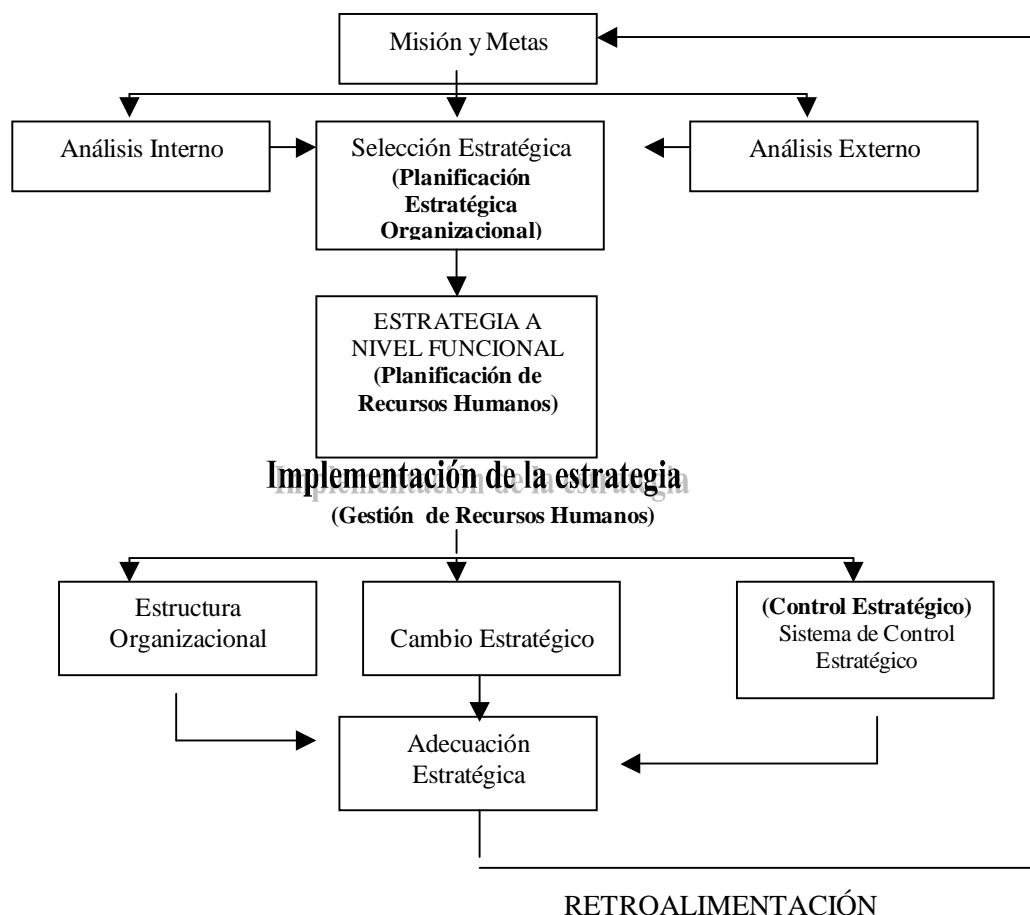 Misión y Metas
Análisis Interno
Selección Estratégica
(Planificación
Estratégica
Organizacional)
Análisis Externo
ESTRATEGIA A
NIVEL FUNCIONAL
(Planificación de
Recursos Humanos)
Implementación de la estrategia
(Gestión de Recursos Humanos)
Estructura
Organizacional
Cambio Estratégico
(Control Estratégico)
Sistema de Control
Estratégico
Adecuación
Estratégica
RETROALIMENTACIÓN